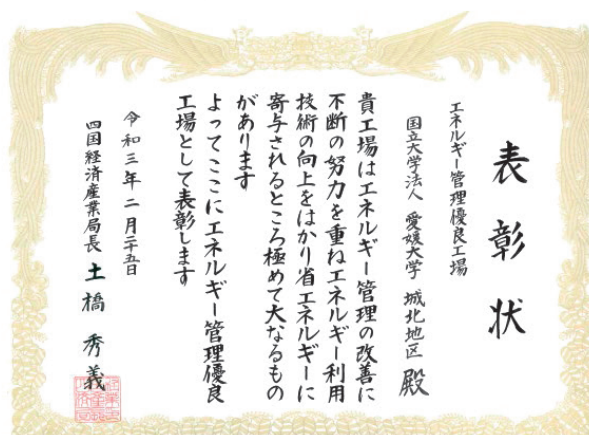 表彰状
エネルギー管理優良工場
国立大学法人 愛媛大学 城北地区 殿
貴工場はエネルギー管理の改善に
不断の努力を重ねエネルギー利用
技術の向上をはかり省エネルギーに
寄与されるところ極めて大なるもの
があります
よってここにエネルギー管理優良
工場として表彰します
令和三年二月二十五日
四国経済産業局長 土橋 秀義